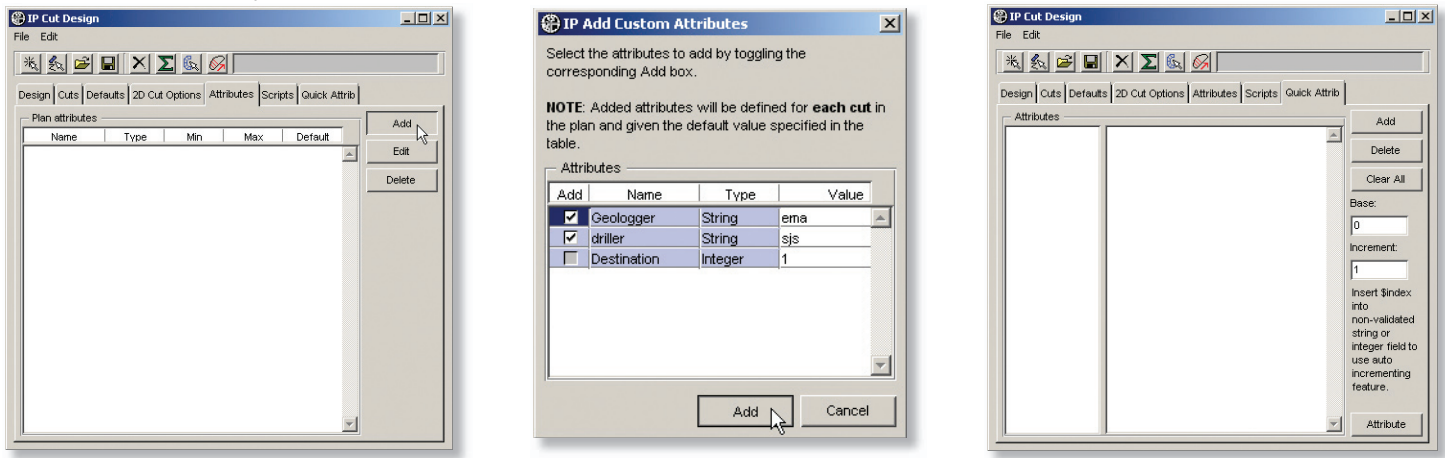 IP Cut Design
File Edit
Design Cuts Defaults 2D Cut Options Attributes Scripts Quick Attrib
Plan attributes
Name Type Min Max Default
Add
Edit
Delete
IP Add Custom Attributes
Select the attributes to add by toggling the
corresponding Add box.
NOTE: Added attributes will be defined for each cut in
the plan and given the default value specified in the
table.
Attributes
Add Name Type Value
Geologger String ema
driller String sjs
Destination Integer 1
Add Cancel
IP Cut Design
File Edit
Design Cuts Defaults 2D Cut Options Attributes Scripts Quick Attrib
Attributes
Add
Delete
Clear All
Base:
0
Increment:
1
Insert $index
into
non-validated
string or
integer field to
use auto
incrementing
feature.
Attribute